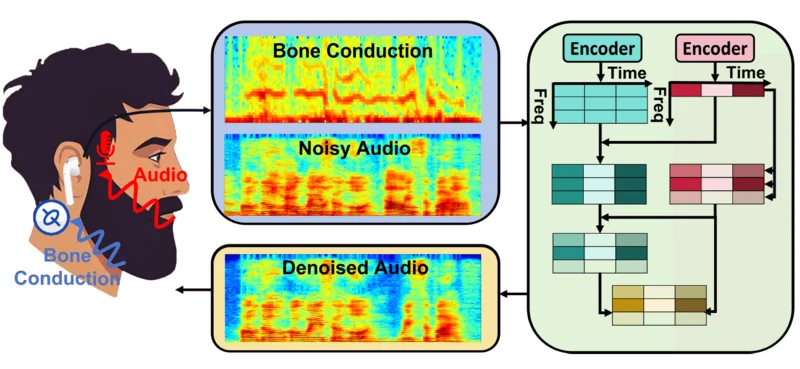 Audio
Bone
Conduction
Bone Conduction
Noisy Audio
Denoised Audio
Encoder
Encoder
Time
Time
Freq
Freq